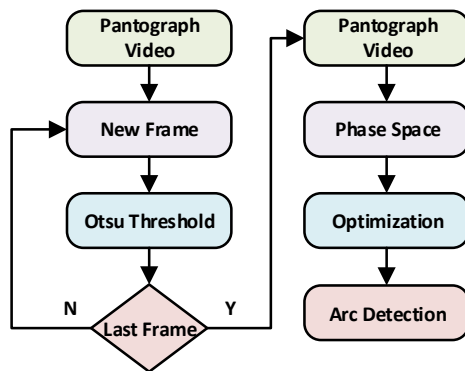 Pantograph
Video
New Frame
Otsu Threshold
Last Frame
N
Y
Pantograph
Video
Phase Space
Optimization
Arc Detection